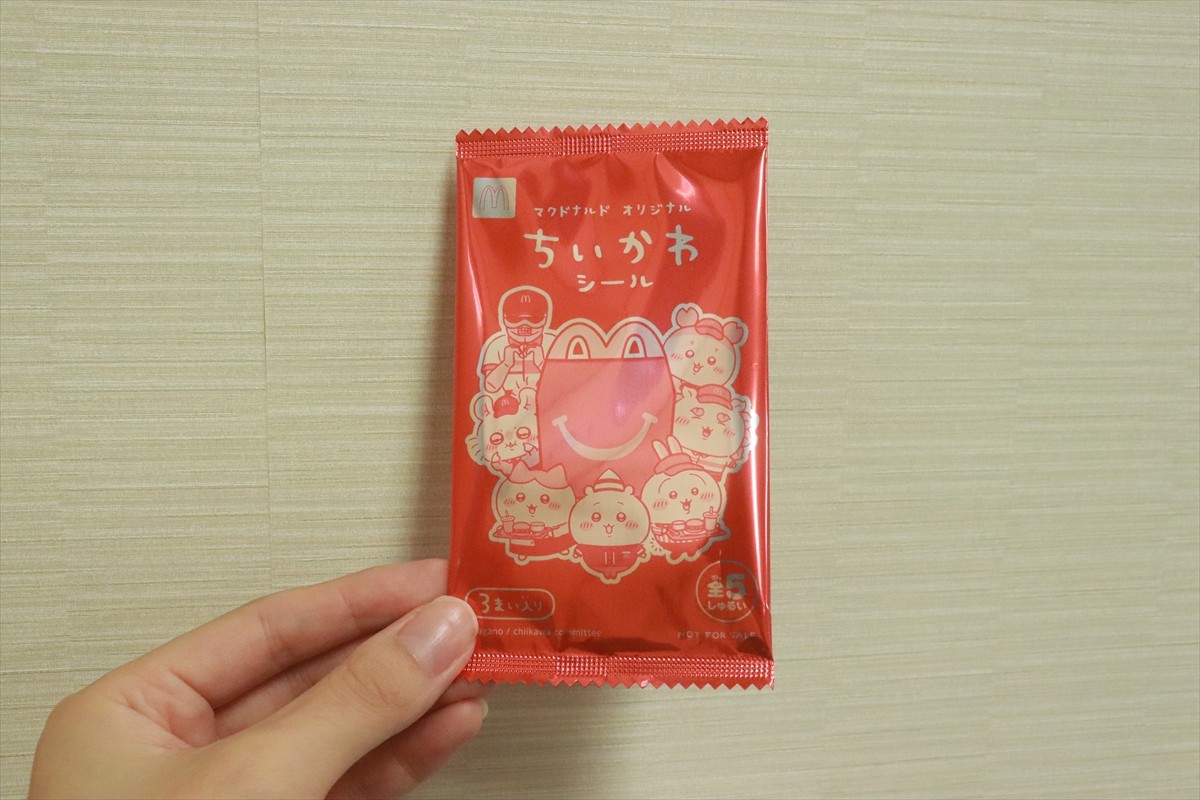 マクドナルド オリジナル
ちいかわ
シール
3まい入り
全5
しゅるい
/ chiikawa committee
NOT FOR SALE